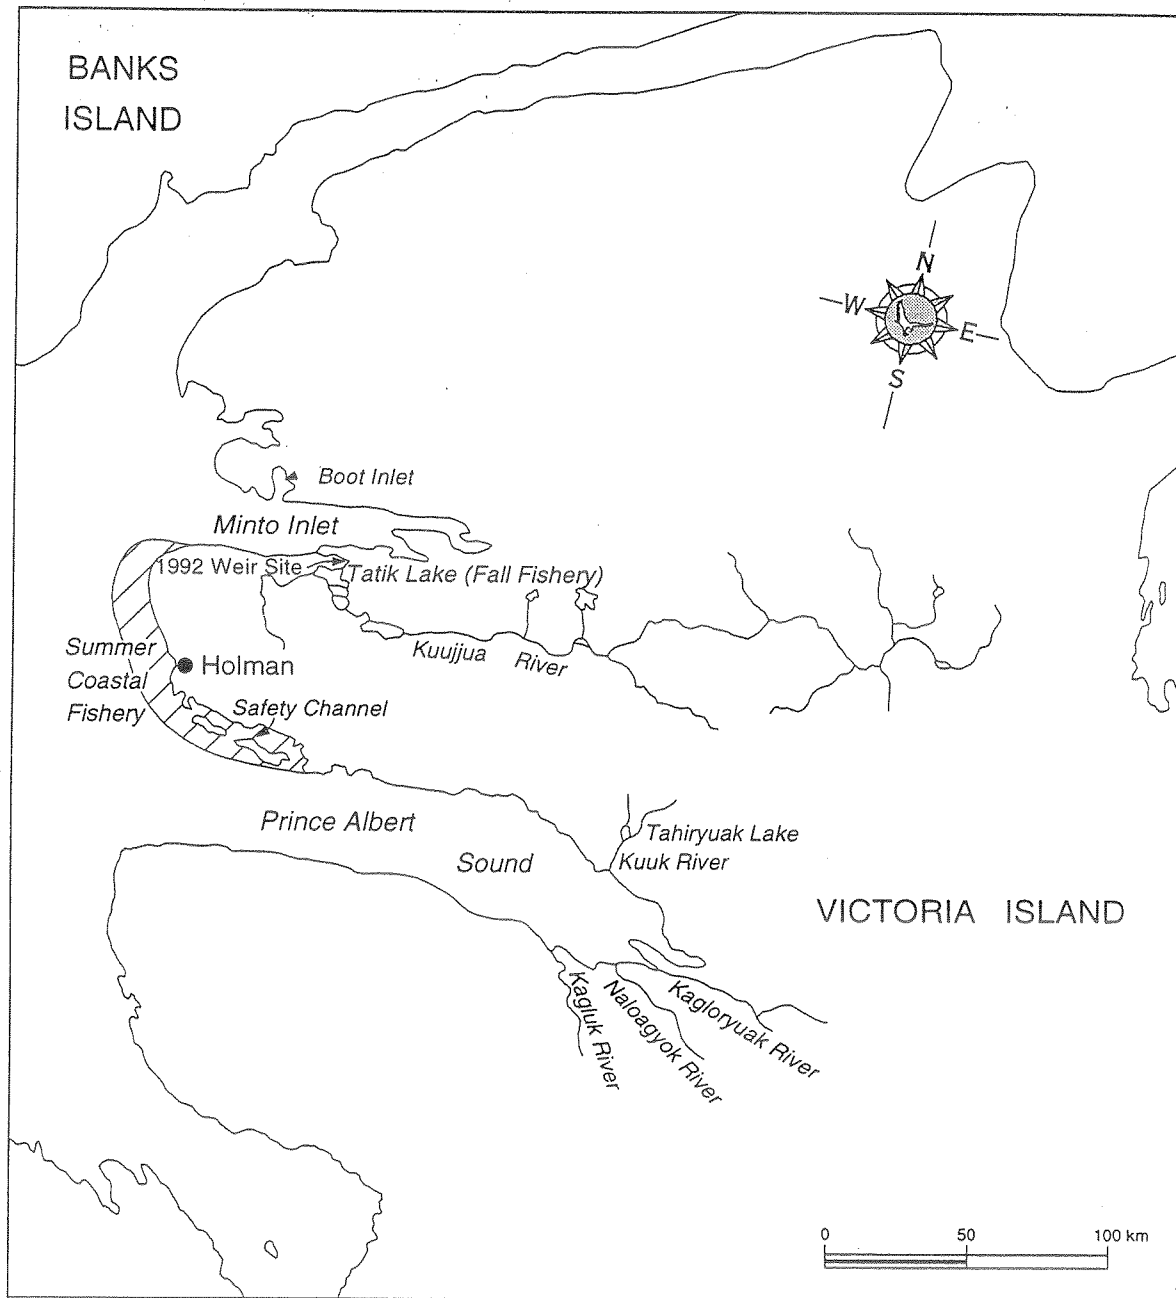 BANKS
ISLAND
N
W
E
S
Boot Inlet
Minto Inlet
1992 Weir Site
Tatik Lake (Fall Fishery)
Kuujjua River
Summer
Coastal
Fishery
Holman
Safety Channel
Prince Albert
Sound
Tahiryuak Lake
Kuuk River
VICTORIA ISLAND
Kagluk River
Naloagyok River
Kagloryuak River
0 50 100 km